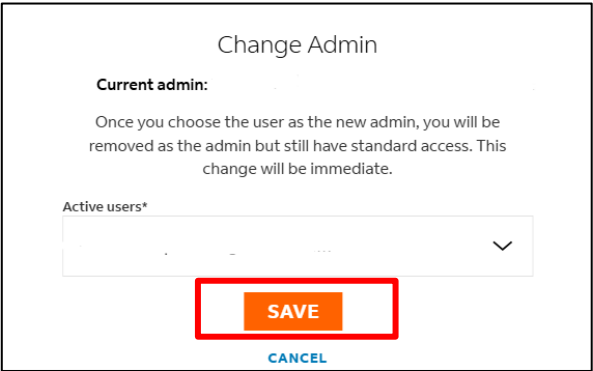 Change Admin
Current admin:
Once you choose the user as the new admin, you will be
removed as the admin but still have standard access. This
change will be immediate.
Active users*
SAVE
CANCEL